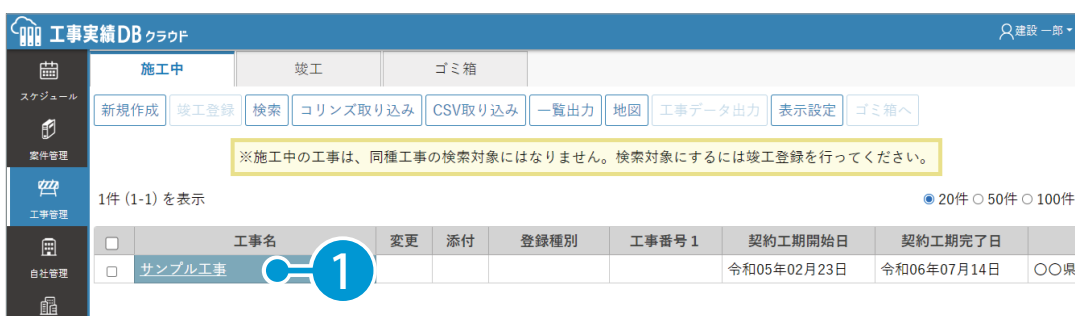 工事実績DB クラウド
建設 一郎
スケジュール
案件管理
工事管理
自社管理
施工中 竣工 ゴミ箱
新規作成 竣工登録 検索 コリンズ取り込み CSV取り込み 一覧出力 地図 工事データ出力 表示設定 ゴミ箱へ
※施工中の工事は、同種工事の検索対象にはなりません。検索対象にするには竣工登録を行ってください。
1件 (1-1) を表示 20件 50件 100件
工事名 変更 添付 登録種別 工事番号1 契約工期開始日 契約工期完了日
サンプル工事 1 令和05年02月23日 令和06年07月14日 〇〇県